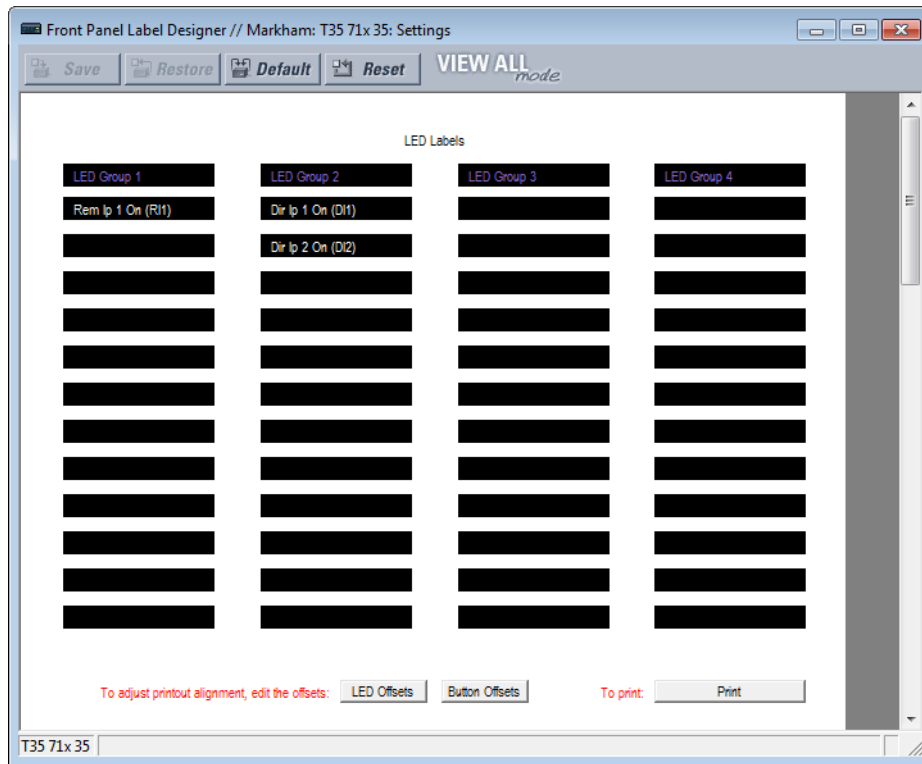 Front Panel Label Designer // Markham: T35 71x 35: Settings
Save Restore Default Reset VIEW ALL mode
LED Labels
LED Group 1 LED Group 2 LED Group 3 LED Group 4
Rem Ip 1 On (RI1) Dir Ip 1 On (DI1)
Dir Ip 2 On (DI2)
To adjust printout alignment, edit the offsets: LED Offsets Button Offsets To print: Print
T35 71x 35